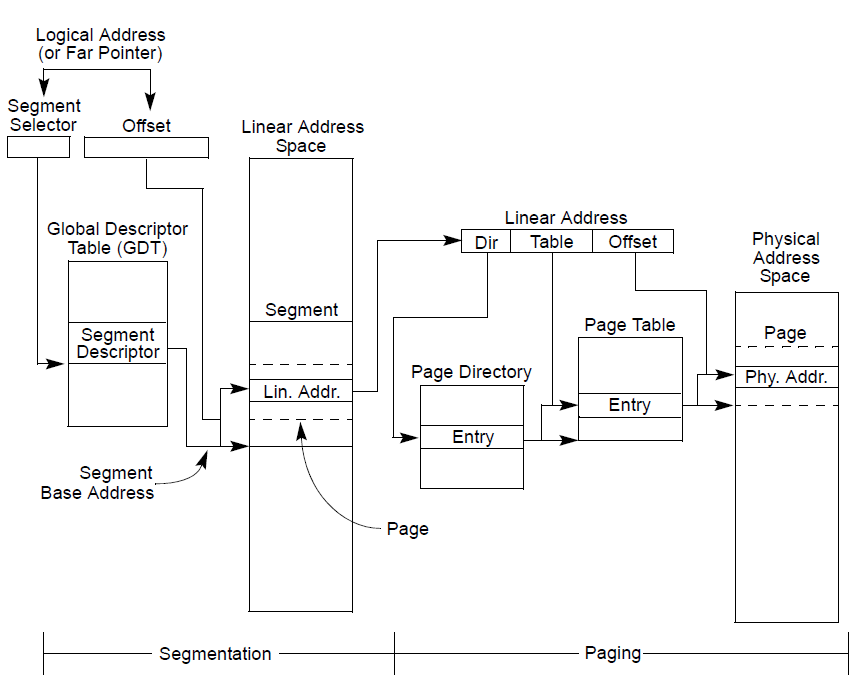 Logical Address
(or Far Pointer)
Segment
Selector
Offset
Linear Address
Space
Global Descriptor
Table (GDT)
Segment
Descriptor
Segment
Lin. Addr.
Segment
Base Address
Page
Linear Address
Dir
Table
Offset
Page Directory
Entry
Page Table
Entry
Physical
Address
Space
Page
Phy. Addr.
Segmentation
Paging